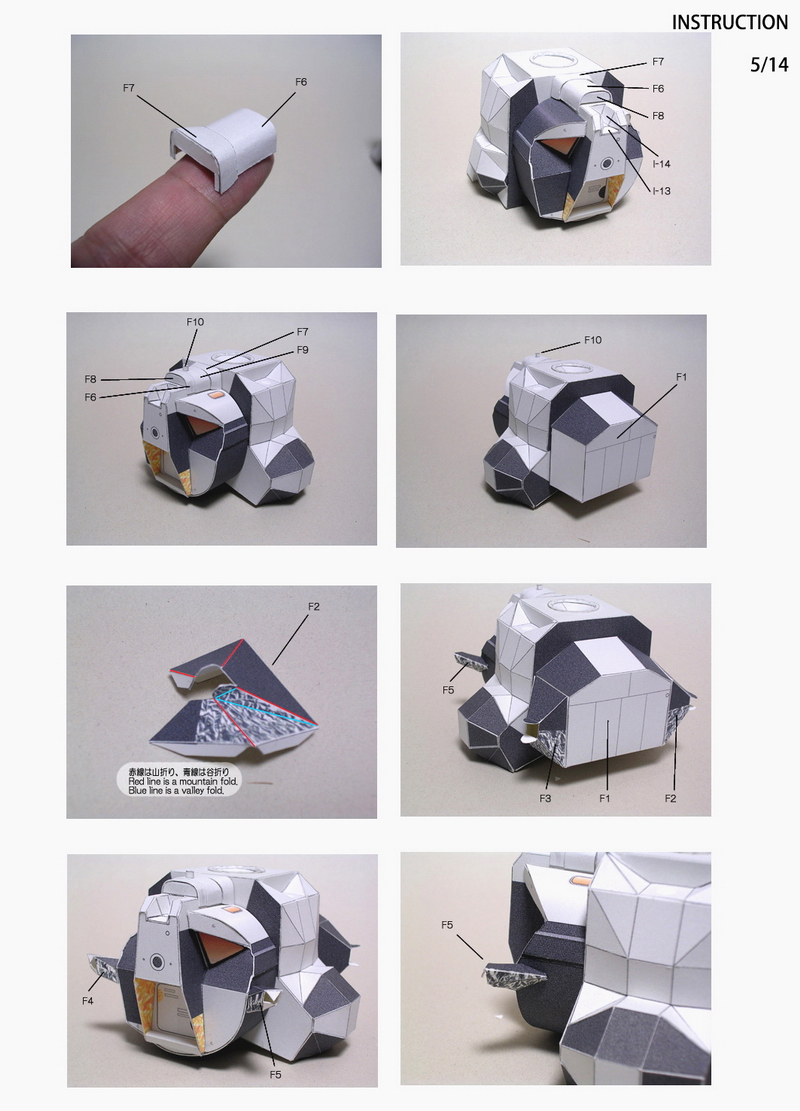 INSTRUCTION
5/14
F7
F6
F7
F6
F8
I-14
I-13
F10
F7
F9
F8
F6
F10
F1
F2
赤線は山折り、青線は谷折り
Red line is a mountain fold.
Blue line is a valley fold.
F5
F3
F1
F2
F4
F5
F5